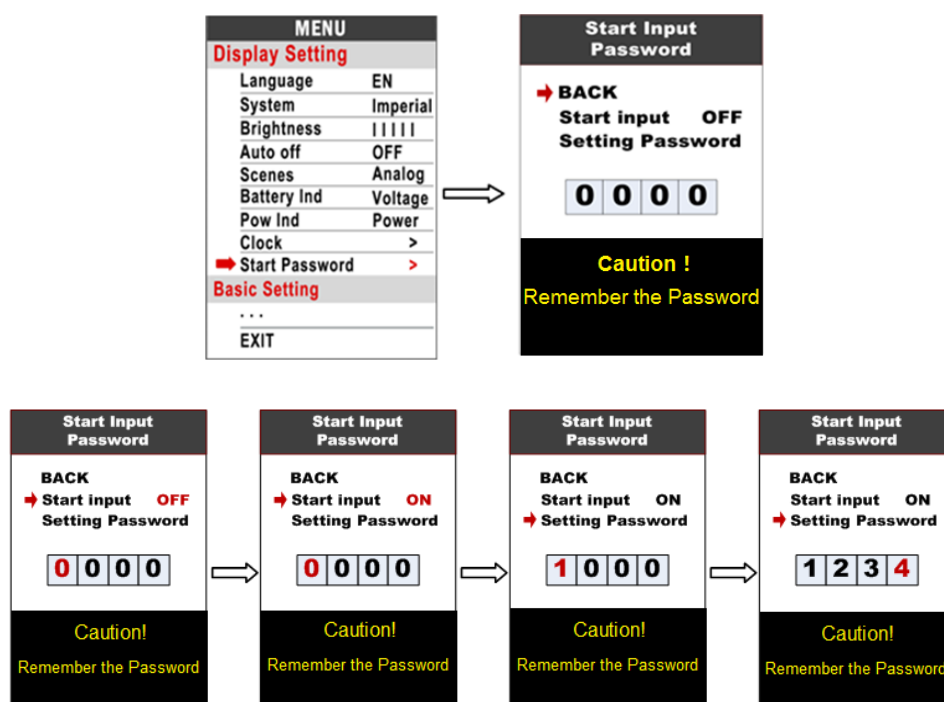 MENU
Display Setting
Language EN
System Imperial
Brightness IIIII
Auto off OFF
Scenes Analog
Battery Ind Voltage
Pow Ind Power
Clock >
Start Password >
Basic Setting
...
EXIT
Start Input
Password
BACK
Start input OFF
Setting Password
0 0 0 0
Caution !
Remember the Password
Start Input
Password
BACK
Start input OFF
Setting Password
0 0 0 0
Caution!
Remember the Password
Start Input
Password
BACK
Start input ON
Setting Password
0 0 0 0
Caution!
Remember the Password
Start Input
Password
BACK
Start input ON
Setting Password
1 0 0 0
Caution!
Remember the Password
Start Input
Password
BACK
Start input ON
Setting Password
1 2 3 4
Caution!
Remember the Password